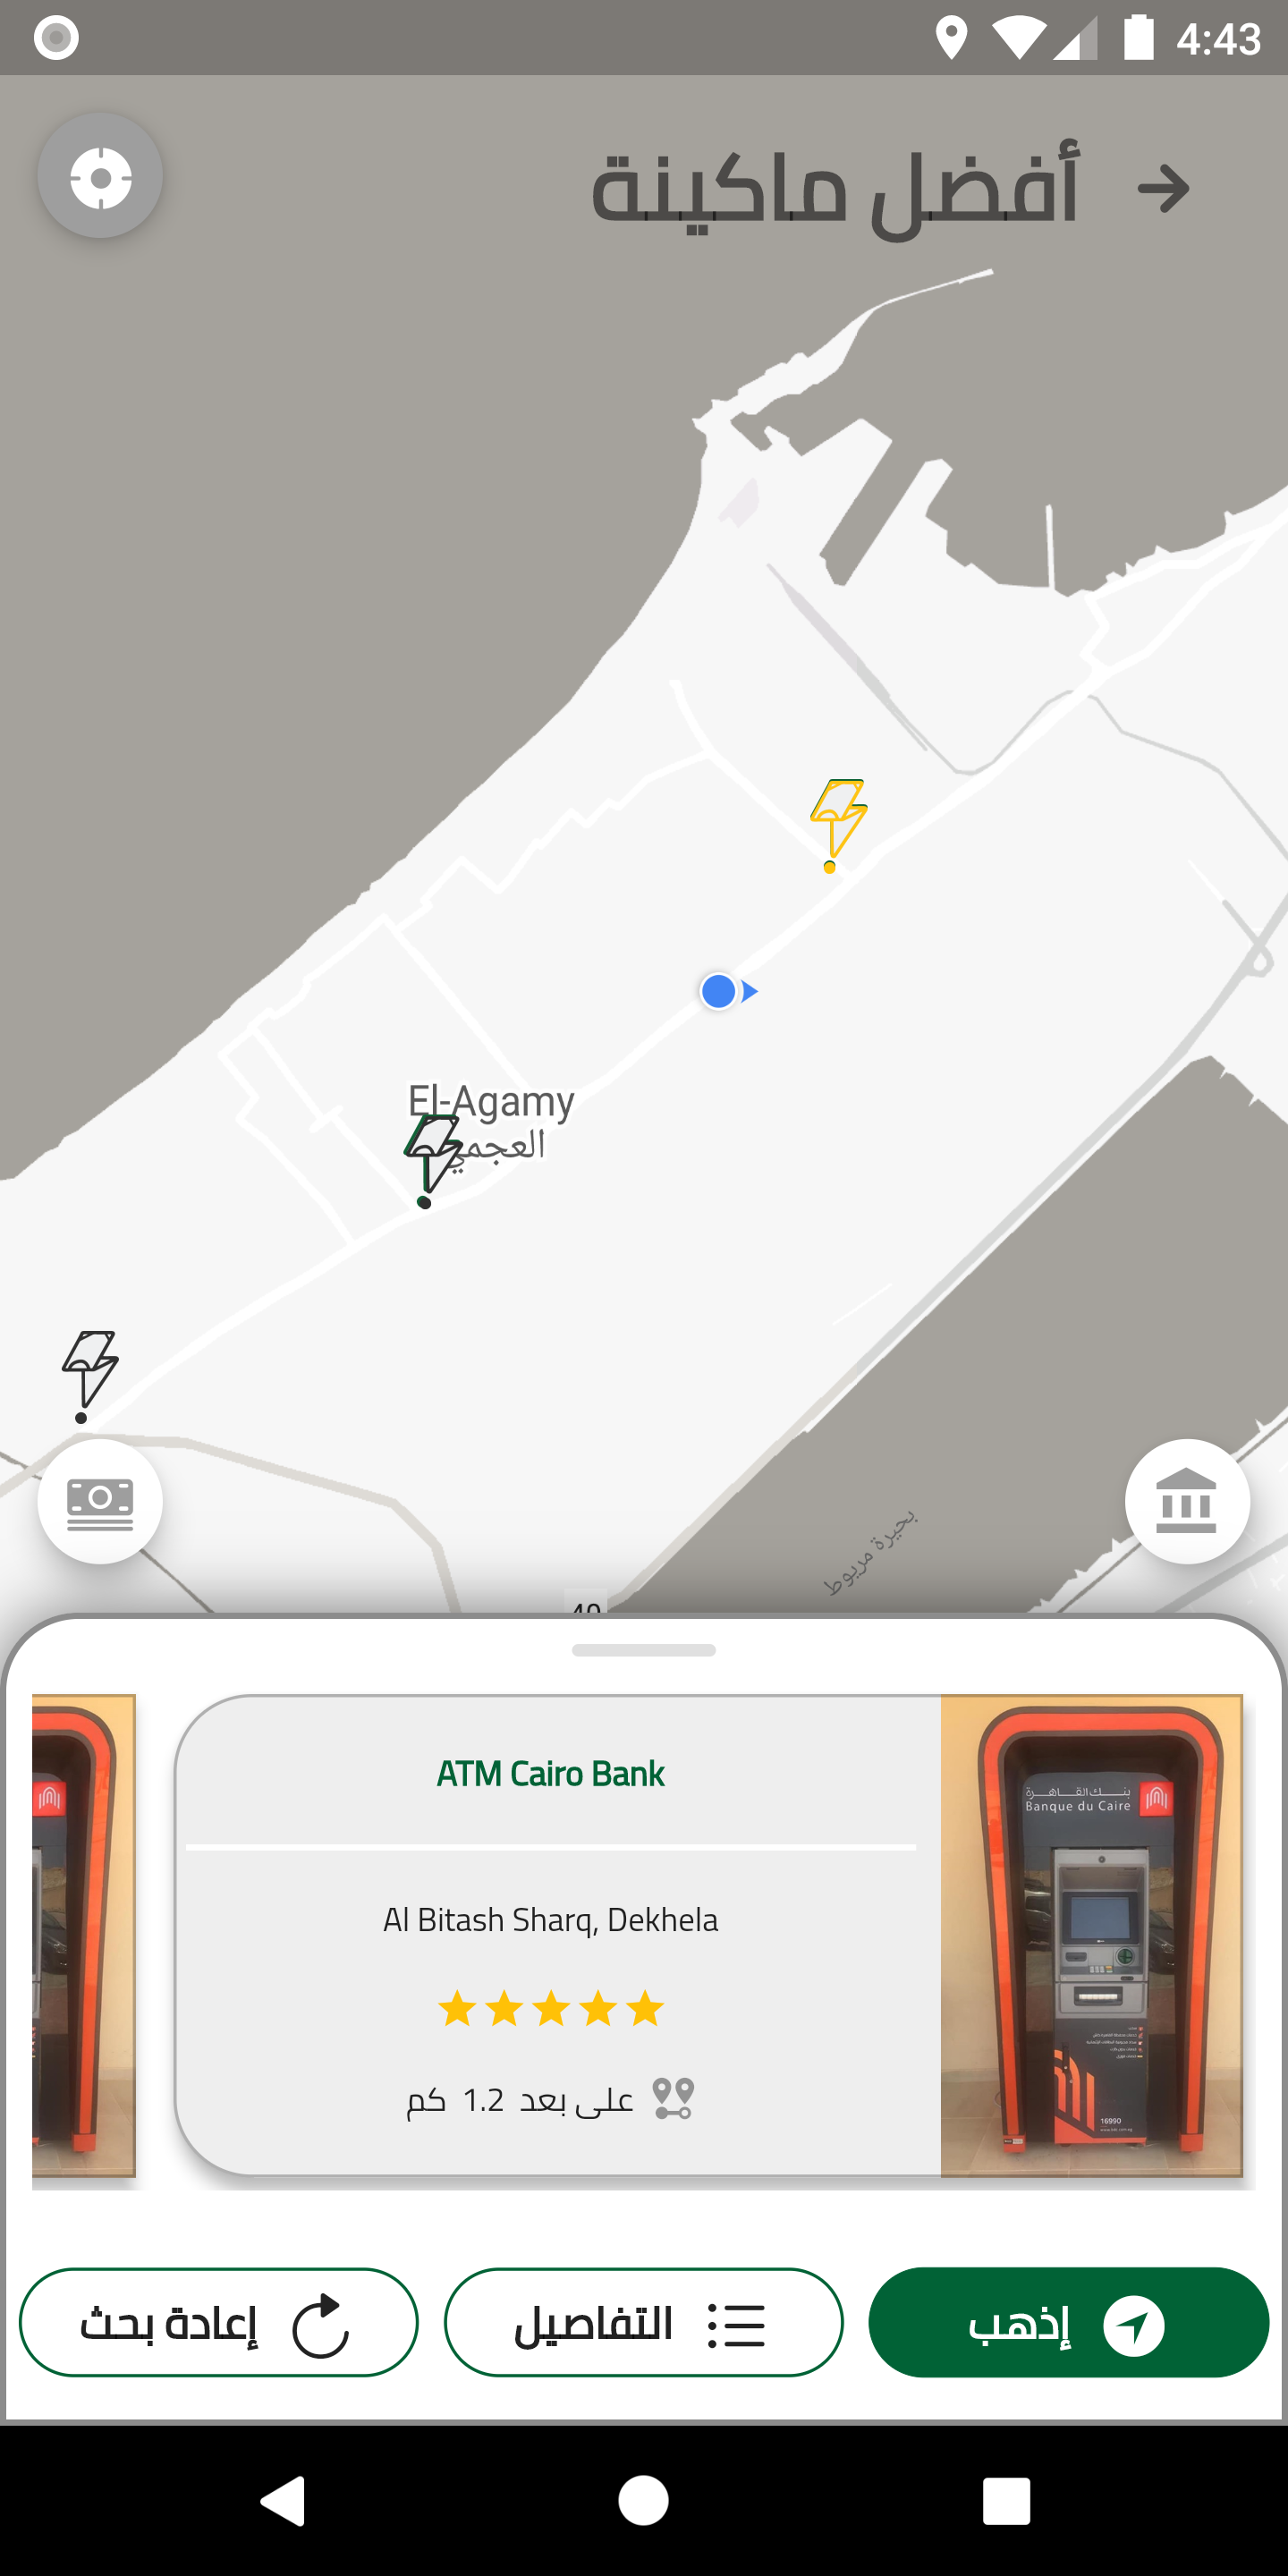 4:43
أفضل ماكينة
El-Agamy
العجمي
بحيرة مريوط
ATM Cairo Bank
Al Bitash Sharq, Dekhela
على بعد 1.2 كم
بنك القاهرة
Banque du Caire
16990
إذهب
التفاصيل
إعادة بحث